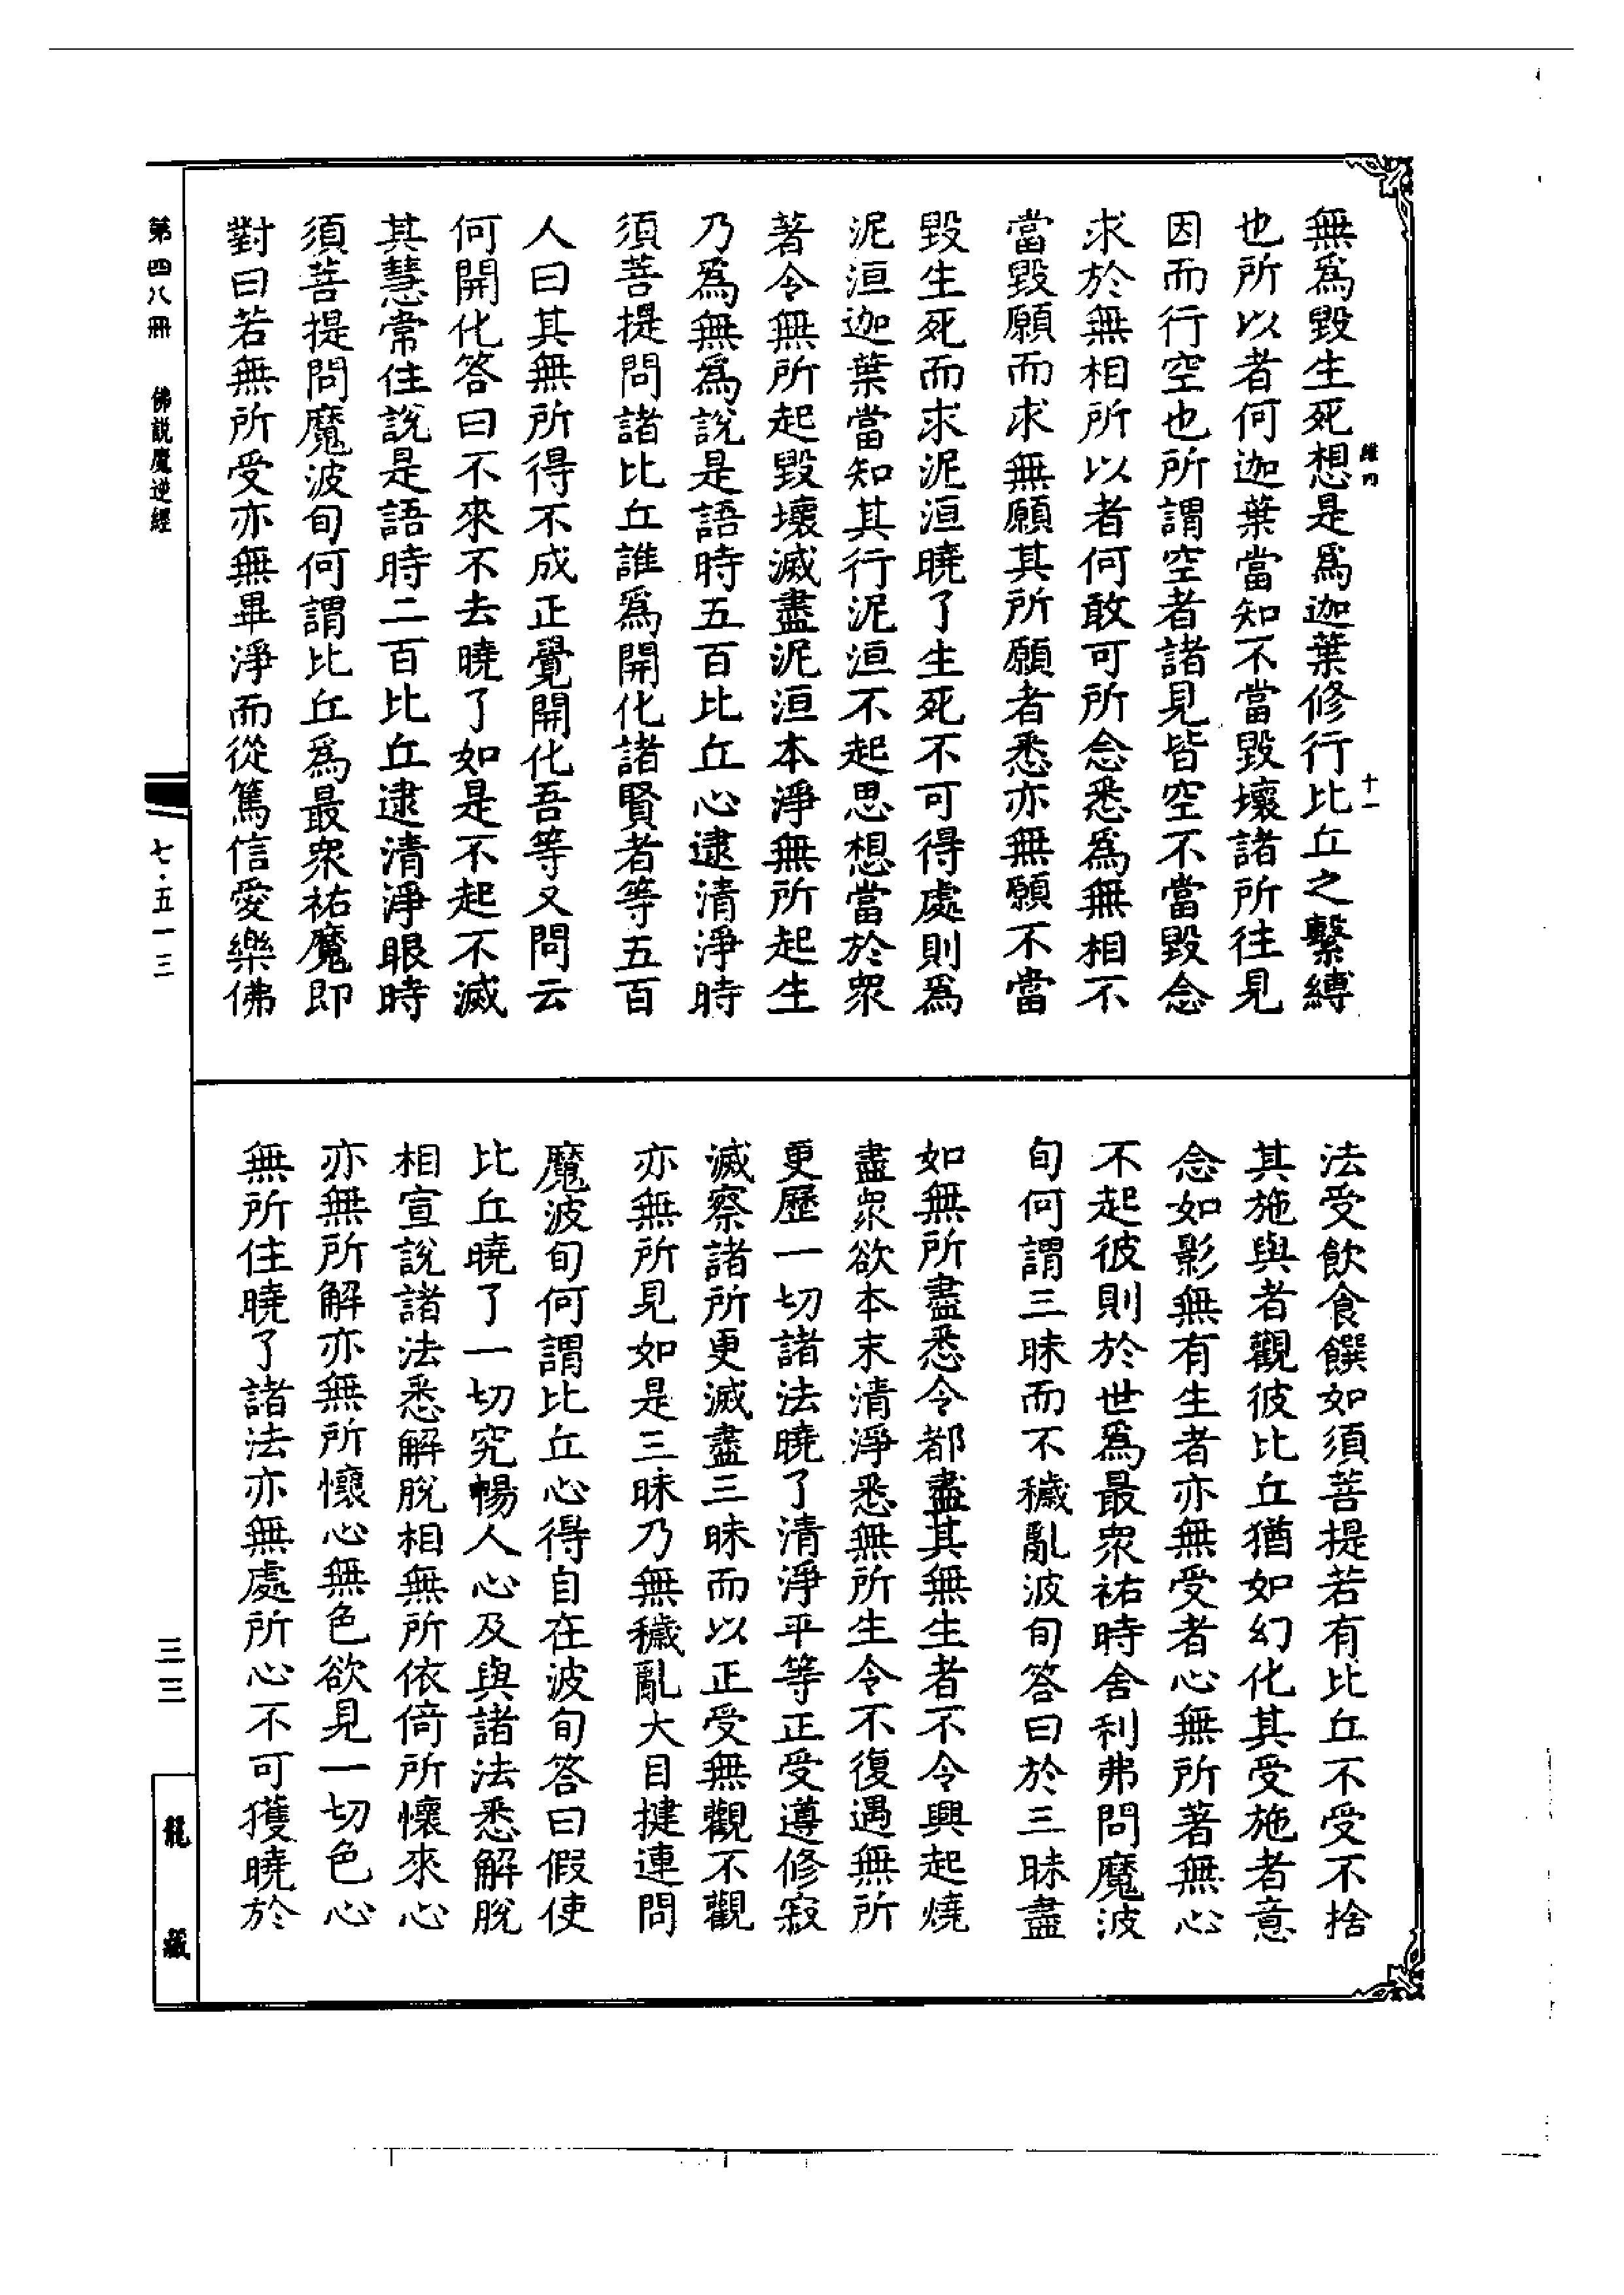 無爲毀生死想是爲迦葉修行比丘之繫縛
也所以者何迦葉當知不當毀壞諸所往見
因而行空也所謂空者諸見皆空不當毀念
求於無相所以者何敢可所念悉爲無相不
當毀願而求無願其所願者悉亦無願不當
毀生死而求泥洹曉了生死不可得處則爲
泥洹迦葉當知其行泥洹不起思想當於衆
著令無所起毀壞滅盡泥洹本淨無所起生
乃爲無爲說是語時五百比丘心逮清淨時
須菩提問諸比丘誰爲開化諸賢者等五百
人曰其無所得不成正覺開化吾等又問云
何開化答曰不來不去曉了如是不起不滅
其慧常住說是語時二百比丘逮清淨眼時
須菩提問魔波旬何謂比丘爲最衆祐魔即
對曰若無所受亦無畢淨而從篤信愛樂佛
十一
法受飲食饌如須菩提若有比丘不受不捨
其施與者觀彼比丘猶如幻化其受施者意
念如影無有生者亦無受者心無所著無心
不起彼則於世爲最衆祐時舍利弗問魔波
旬何謂三昧而不穢亂波旬答曰於三昧盡
如無所盡悉令都盡其無生者不令興起燒
盡衆欲本末清淨悉無所生令不復遇無所
更歷一切諸法曉了清淨平等正受遵修寂
滅察諸所更滅盡三昧而以正受無觀不觀
亦無所見如是三昧乃無穢亂大目揵連問
魔波旬何謂比丘心得自在波旬答曰假使
比丘曉了一切究暢人心及與諸法悉解脫
相宣說諸法悉解脫相無所依倚所懷來心
亦無所解亦無所懷心無色欲見一切色心
無所住曉了諸法亦無處所心不可獲曉於
第四八冊 佛説魔逆經
七·五一三
三三
龍藏